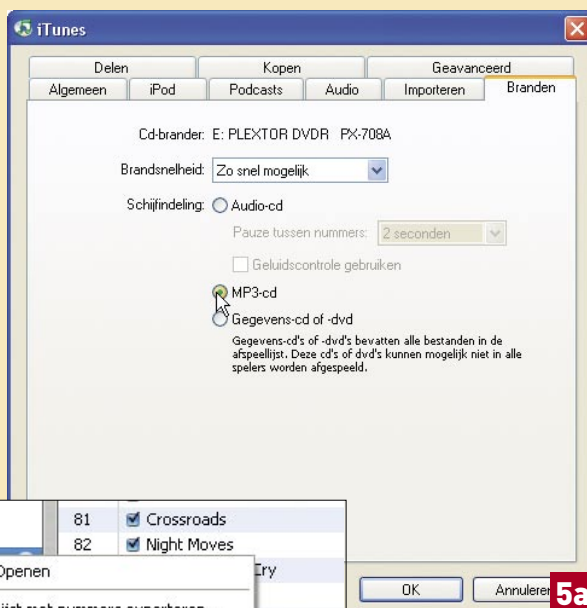 iTunes
Delen Kopen Geavanceerd
Algemeen iPod Podcasts Audio Importeren Branden
Cd-brander: E: PLEXTOR DVDR PX-708A
Brandsnelheid: Zo snel mogelijk
Schijfindeling: Audio-cd
Pauze tussen nummers: 2 seconden
Geluidscontrole gebruiken
MP3-cd
Gegevens-cd of -dvd
Gegevens-cd's of -dvd's bevatten alle bestanden in de
afspeellijst. Deze cd's of dvd's kunnen mogelijk niet in alle
spelers worden afgespeeld.
81 Crossroads
82 Night Moves
Openen
Cry
OK Annuleren
5a